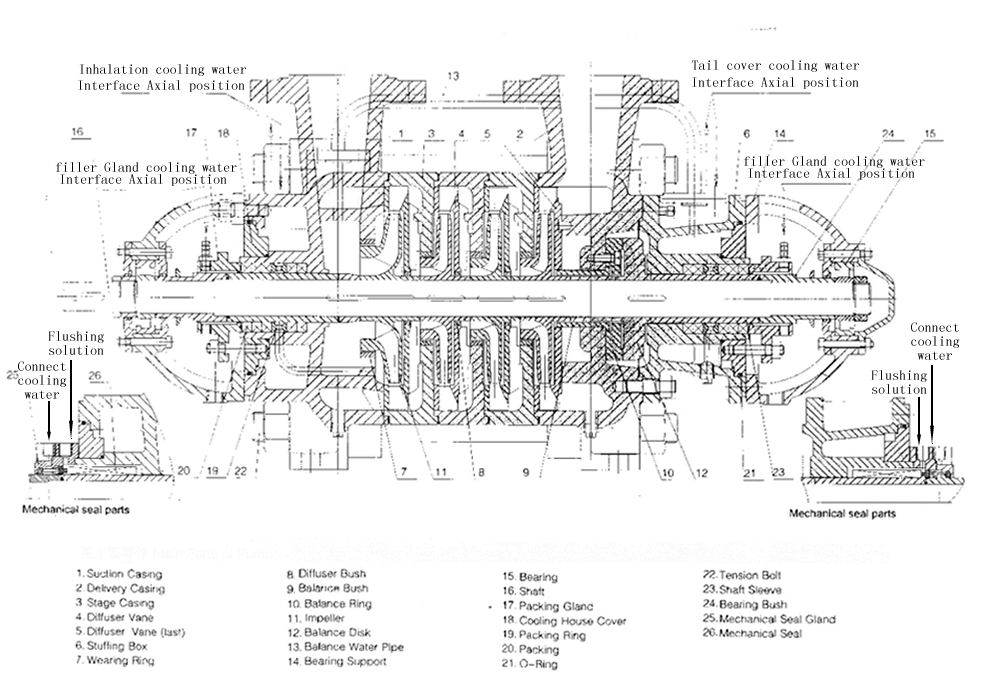 Inhalation cooling water
Interface Axial position
13
Tail cover cooling water
Interface Axial position
16
17
18
1
3
4
5
2
6
14
24
15
filler Gland cooling water
Interface Axial position
filler Gland cooling water
Interface Axial position
Flushing
solution
Connect
cooling
water
25
26
Connect
cooling
water
Flushing
solution
20
19
22
7
11
8
9
10
12
21
23
Mechanical seal parts
Mechanical seal parts
1. Suction Casing
2. Delivery Casing
3 Stage Casing
4. Diffuser Vane
5. Diffuser Vane (last)
6. Stuffing Box
7. Wearing Ring
8. Diffuser Bush
9. Balance Bush
10. Balance Ring
11. Impeller
12. Balance Disk
13. Balance Water Pipe
14. Bearing Support
15. Bearing
16. Shaft
17. Packing Gland
18. Cooling House Cover
19. Packing Ring
20. Packing
21. O-Ring
22. Tension Bolt
23. Shaft Sleeve
24. Bearing Bush
25. Mechanical Seal Gland
26. Mechanical Seal